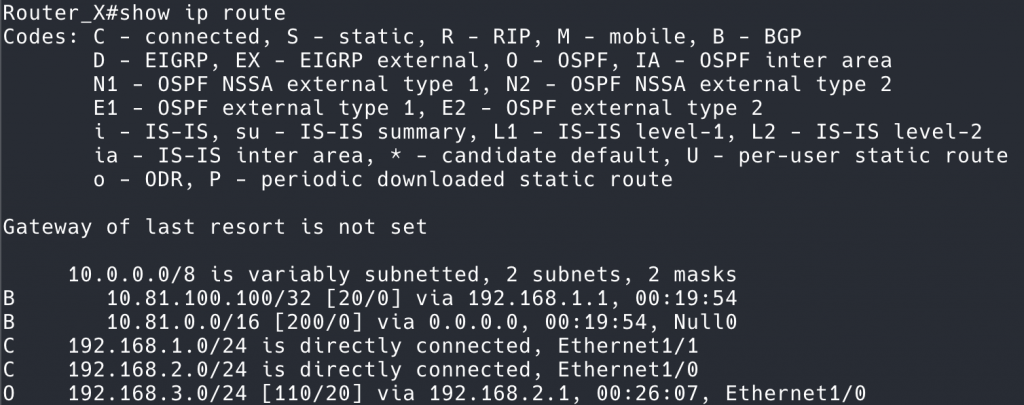 Router_X#show ip route
Codes: C - connected, S - static, R - RIP, M - mobile, B - BGP
       D - EIGRP, EX - EIGRP external, O - OSPF, IA - OSPF inter area
       N1 - OSPF NSSA external type 1, N2 - OSPF NSSA external type 2
       E1 - OSPF external type 1, E2 - OSPF external type 2
       i - IS-IS, su - IS-IS summary, L1 - IS-IS level-1, L2 - IS-IS level-2
       ia - IS-IS inter area, * - candidate default, U - per-user static route
       o - ODR, P - periodic downloaded static route
Gateway of last resort is not set
     10.0.0.0/8 is variably subnetted, 2 subnets, 2 masks
B       10.81.100.100/32 [20/0] via 192.168.1.1, 00:19:54
B       10.81.0.0/16 [200/0] via 0.0.0.0, 00:19:54, Null0
C    192.168.1.0/24 is directly connected, Ethernet1/1
C    192.168.2.0/24 is directly connected, Ethernet1/0
O    192.168.3.0/24 [110/20] via 192.168.2.1, 00:26:07, Ethernet1/0